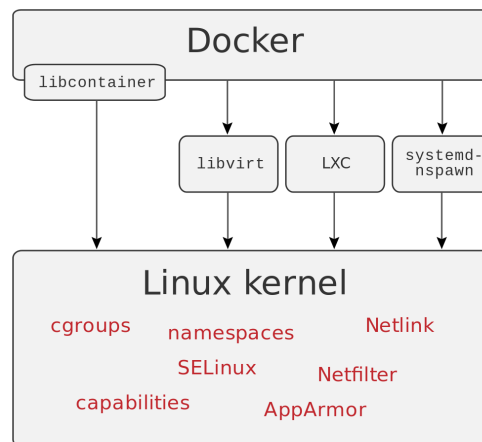 Docker
libcontainer
libvirt
LXC
systemd-
nspawn
Linux kernel
cgroups
namespaces
Netlink
SELinux
Netfilter
capabilities
AppArmor